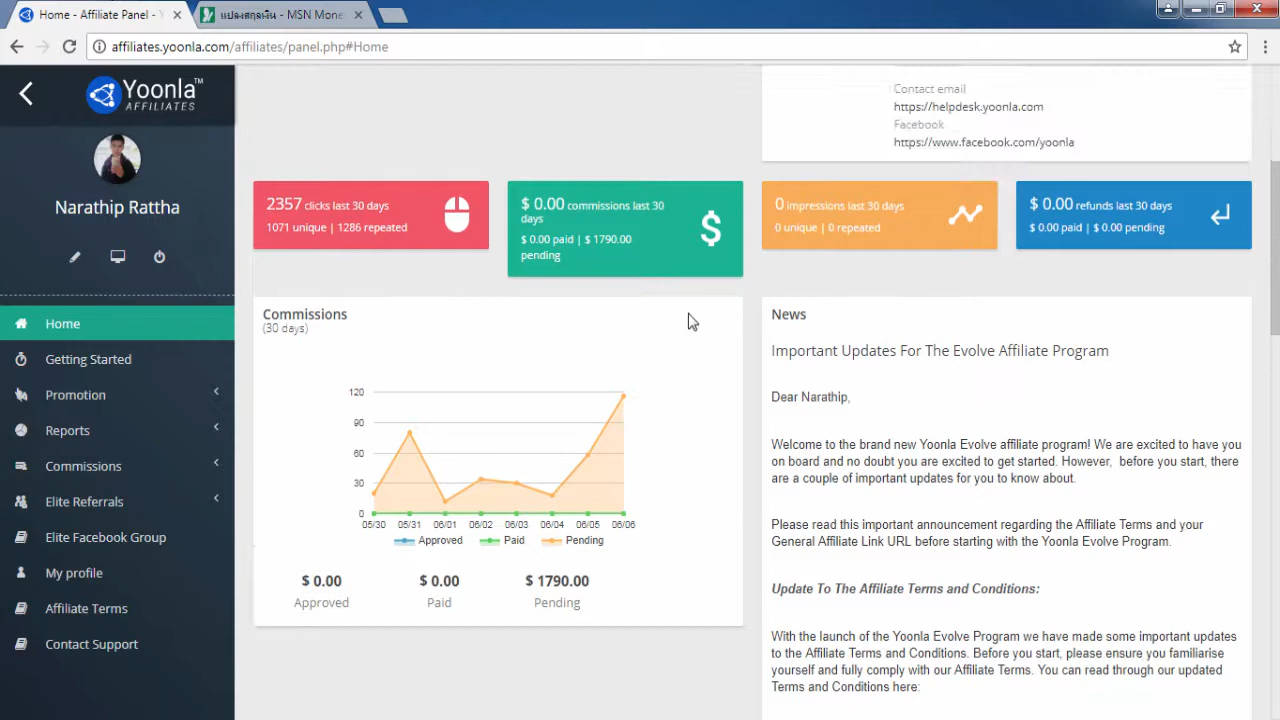 Home - Affiliate Panel - Y
แปลงสกุลเงิน - MSN Mone
affiliates.yoonla.com/affiliates/panel.php#Home
Yoonla™
AFFILIATES
Narathip Rattha
Home
Getting Started
Promotion
Reports
Commissions
Elite Referrals
Elite Facebook Group
My profile
Affiliate Terms
Contact Support
Contact email
https://helpdesk.yoonla.com
Facebook
https://www.facebook.com/yoonla
2357 clicks last 30 days
1071 unique | 1286 repeated
$ 0.00 commissions last 30
days
$ 0.00 paid | $ 1790.00
pending
0 impressions last 30 days
0 unique | 0 repeated
$ 0.00 refunds last 30 days
$ 0.00 paid | $ 0.00 pending
Commissions
(30 days)
120
90
60
30
0
05/30 05/31 06/01 06/02 06/03 06/04 06/05 06/06
Approved Paid Pending
$ 0.00 $ 0.00 $ 1790.00
Approved Paid Pending
News
Important Updates For The Evolve Affiliate Program
Dear Narathip,
Welcome to the brand new Yoonla Evolve affiliate program! We are excited to have you
on board and no doubt you are excited to get started. However, before you start, there
are a couple of important updates for you to know about.
Please read this important announcement regarding the Affiliate Terms and your
General Affiliate Link URL before starting with the Yoonla Evolve Program.
Update To The Affiliate Terms and Conditions:
With the launch of the Yoonla Evolve Program we have made some important updates
to the Affiliate Terms and Conditions. Before you start, please ensure you familiarise
yourself and fully comply with our Affiliate Terms. You can read through our updated
Terms and Conditions here: